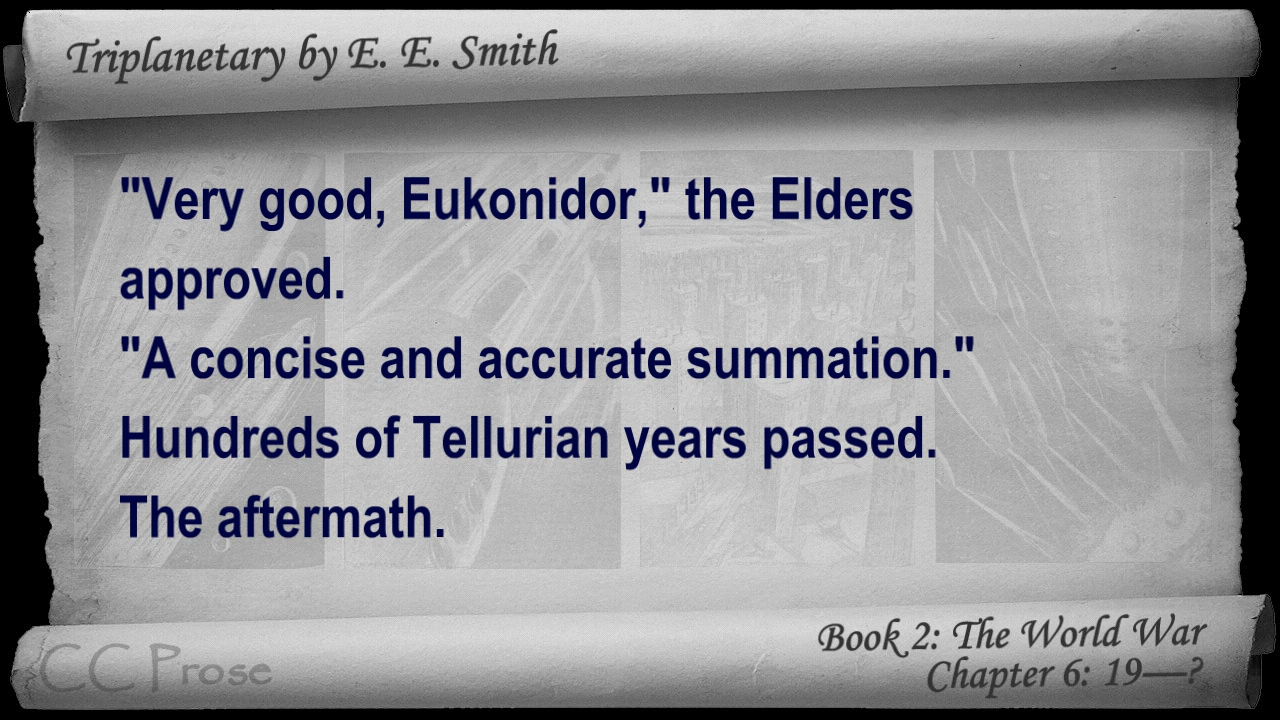 Triplanetary by E. E. Smith
"Very good, Eukonidor," the Elders
approved.
"A concise and accurate summation."
Hundreds of Tellurian years passed.
The aftermath.
Book 2: The World War
Chapter 6: 19—?
CC Prose